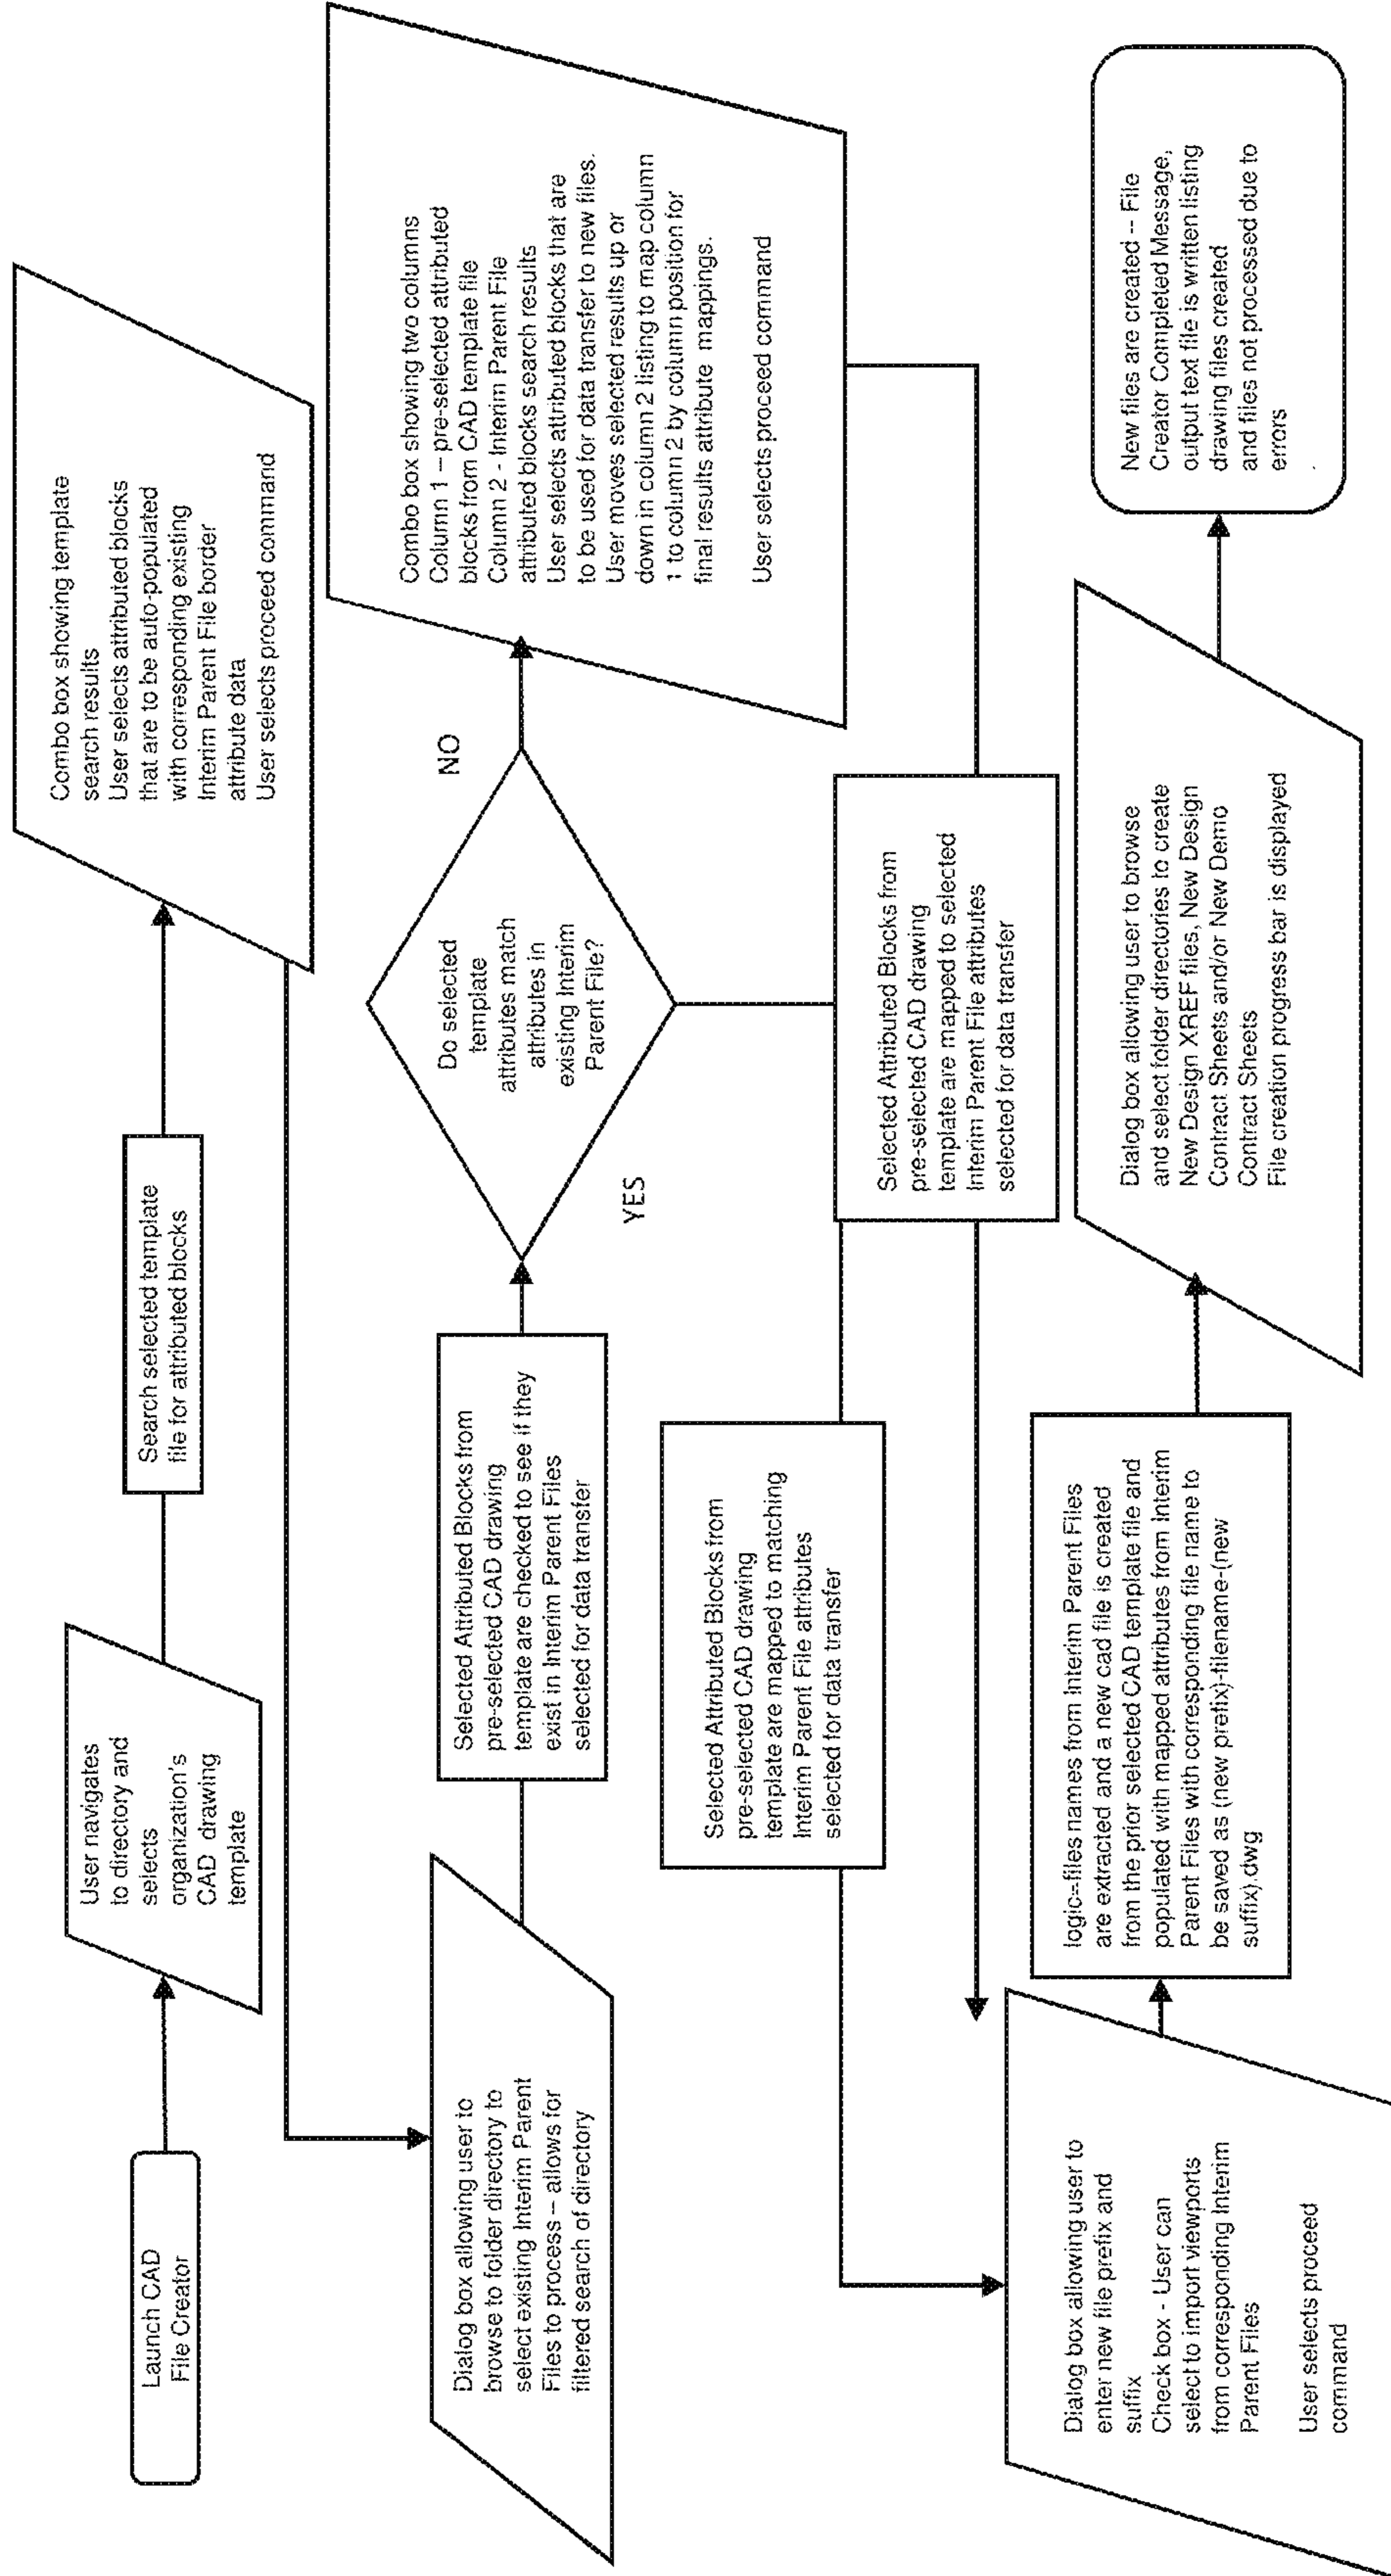 Launch CAD
File Creator
User navigates
to directory and
selects
organization's
CAD drawing
template
Search selected template
file for attributed blocks
Combo box showing template
search results
User selects attributed blocks
that are to be auto-populated
with corresponding existing
Interim Parent File border
attribute data
User selects proceed command
Dialog box allowing user to
browse to folder directory to
select existing Interim Parent
Files to process – allows for
filtered search of directory
Selected Attributed Blocks from
pre-selected CAD drawing
template are checked to see if they
exist in Interim Parent Files
selected for data transfer
Do selected
template
attributes match
attributes in
existing Interim
Parent File?
YES
NO
Combo box showing two columns
Column 1 – pre-selected attributed
blocks from CAD template file
Column 2 - Interim Parent File
attributed blocks search results
User selects attributed blocks that are
to be used for data transfer to new files.
User moves selected results up or
down in column 2 listing to map column
1 to column 2 by column position for
final results attribute mappings.
User selects proceed command
Selected Attributed Blocks from
pre-selected CAD drawing
template are mapped to matching
Interim Parent File attributes
selected for data transfer
Selected Attributed Blocks from
pre-selected CAD drawing
template are mapped to selected
Interim Parent File attributes
selected for data transfer
Dialog box allowing user to
enter new file prefix and
suffix
Check box - User can
select to import viewports
from corresponding Interim
Parent Files
User selects proceed
command
logic=files names from Interim Parent Files
are extracted and a new cad file is created
from the prior selected CAD template file and
populated with mapped attributes from Interim
Parent Files with corresponding file name to
be saved as (new prefix)-filename-(new
suffix).dwg
Dialog box allowing user to browse
and select folder directories to create
New Design XREF files, New Design
Contract Sheets and/or New Demo
Contract Sheets
File creation progress bar is displayed
New files are created -- File
Creator Completed Message,
output text file is written listing
drawing files created
and files not processed due to
errors
.